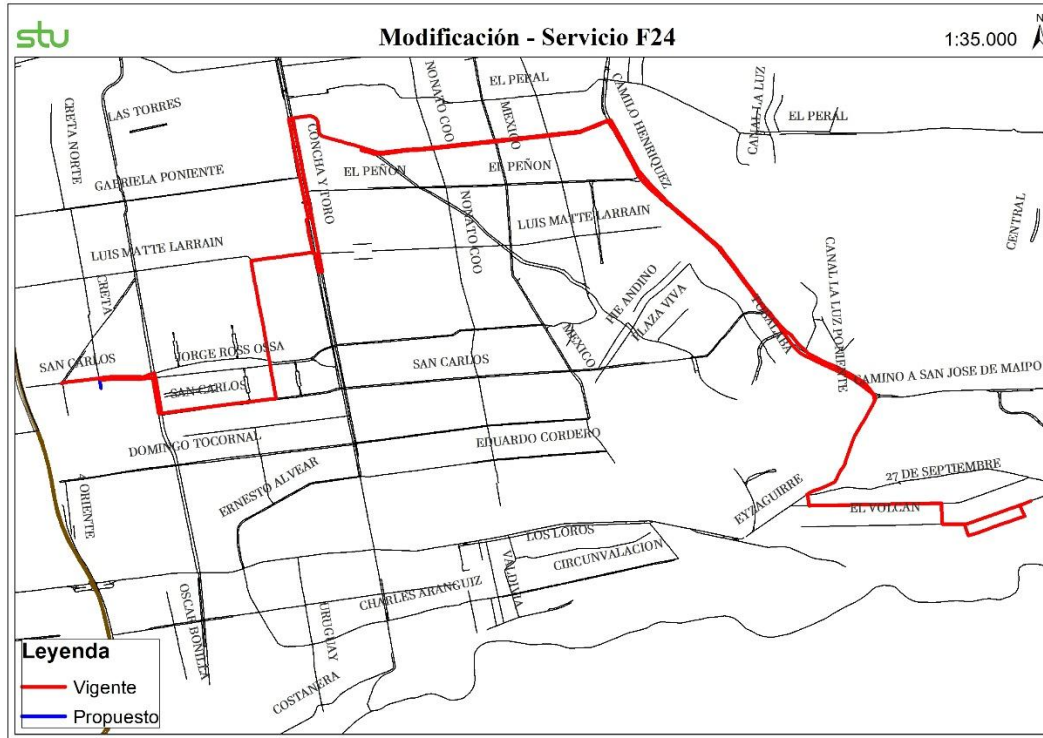 stu
Modificación - Servicio F24
1:35.000
N
EL PERAL
CRETA NORTE
LAS TORRES
NONATO COO
MEXICO
CAMILO HENRIQUEZ
CANAL LA LUZ
EL PERAL
CONCHA Y TORO
GABRIELA PONIENTE
EL PEÑON
EL PEÑON
NONATO COO
LUIS MATTE LARRAIN
LUIS MATTE LARRAIN
CENTRAL
CRETA
PIE ANDINO
PLAZA VIVA
TOBALABA
CANAL LA LUZ PONIENTE
MEXICO
JORGE ROSS OSSA
SAN CARLOS
SAN CARLOS
SAN CARLOS
CAMINO A SAN JOSE DE MAIPO
DOMINGO TOCORNAL
EDUARDO CORDERO
ERNESTO ALVEAR
ORIENTE
27 DE SEPTIEMBRE
EYZAGUIRRE
EL VOLCAN
LOS LOROS
VALDIVIA
CIRCUNVALACION
CHARLES ARANGUIZ
OSCAR BONILLA
URUGUAY
COSTANERA
Leyenda
Vigente
Propuesto